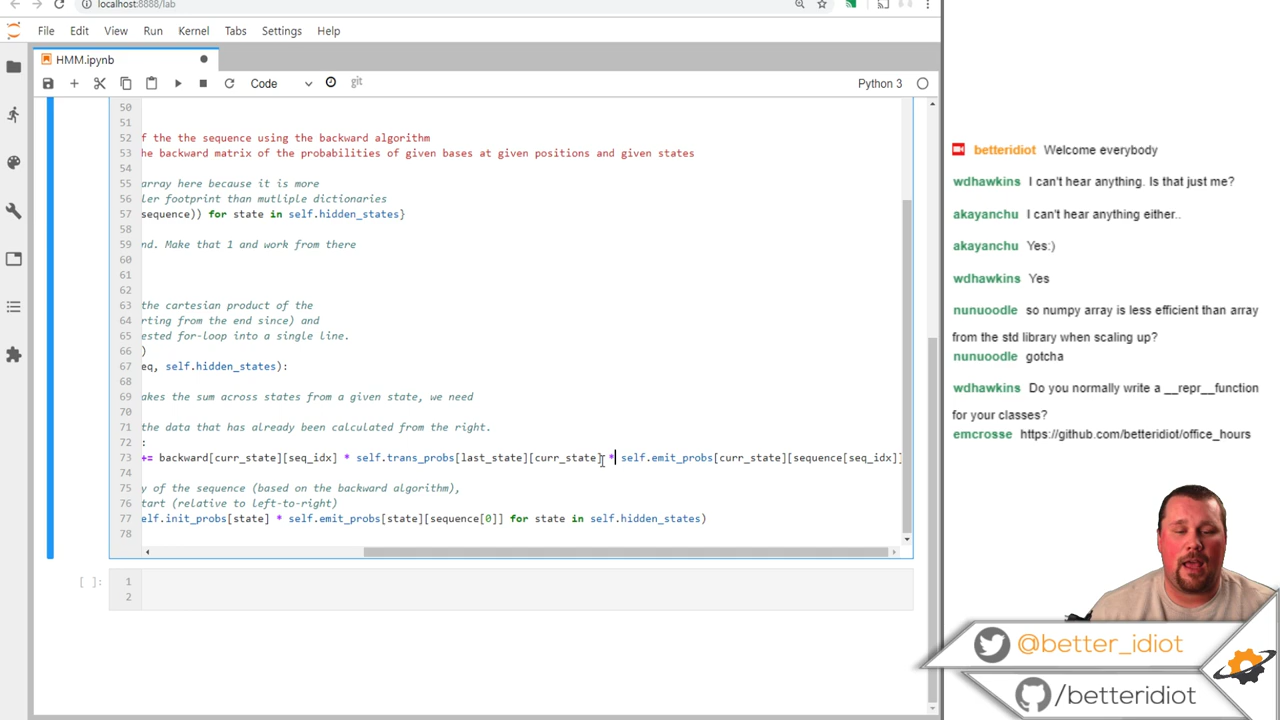 localhost:8888/lab
File Edit View Run Kernel Tabs Settings Help
HMM.ipynb
Code git Python 3
50
51
52 f the the sequence using the backward algorithm
53 he backward matrix of the probabilities of given bases at given positions and given states
54
55 array here because it is more
56 ler footprint than mutliple dictionaries
57 sequence)) for state in self.hidden_states}
58
59 nd. Make that 1 and work from there
60
61
62
63 the cartesian product of the
64 rting from the end since) and
65 ested for-loop into a single line.
66 )
67 eq, self.hidden_states):
68
69 akes the sum across states from a given state, we need
70
71 the data that has already been calculated from the right.
72 :
73 += backward[curr_state][seq_idx] * self.trans_probs[last_state][curr_state] * self.emit_probs[curr_state][sequence[seq_idx]]
74
75 y of the sequence (based on the backward algorithm),
76 tart (relative to left-to-right)
77 elf.init_probs[state] * self.emit_probs[state][sequence[0]] for state in self.hidden_states)
78
[ ]: 1
2
betteridiot Welcome everybody
wdhawkins I can't hear anything. Is that just me?
akayanchu I can't hear anything either..
akayanchu Yes:)
wdhawkins Yes
nunuoodle so numpy array is less efficient than array
from the std library when scaling up?
nunuoodle gotcha
wdhawkins Do you normally write a __repr__function
for your classes?
emcrosse https://github.com/betteridiot/office_hours
@better_idiot
/betteridiot